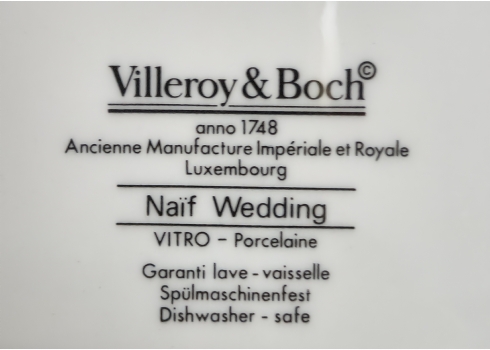 Villeroy & Boch©
anno 1748
Ancienne Manufacture Impériale et Royale
Luxembourg
Naïf Wedding
VITRO – Porcelaine
Garanti lave - vaisselle
Spülmaschinenfest
Dishwasher - safe